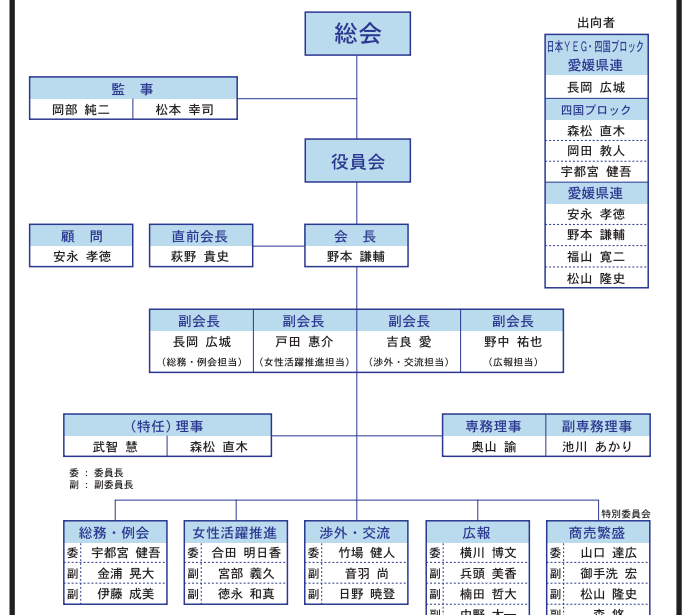 総会
監 事
岡部 純二 松本 幸司
役員会
顧 問
安永 孝徳
直前会長
萩野 貴史
会 長
野本 謙輔
出向者
日本YEG・四国ブロック
愛媛県連
長岡 広城
四国ブロック
森松 直木
岡田 教人
宇都宮 健吾
愛媛県連
安永 孝徳
野本 謙輔
福山 寛二
松山 隆史
副会長
長岡 広城
(総務・例会担当)
副会長
戸田 惠介
(女性活躍推進担当)
副会長
吉良 愛
(渉外・交流担当)
副会長
野中 祐也
(広報担当)
(特任)理事
武智 慧 森松 直木
専務理事
奥山 諭
副専務理事
池川 あかり
委:委員長
副:副委員長
総務・例会
委 宇都宮 健吾
副 金浦 晃大
副 伊藤 成美
女性活躍推進
委 合田 明日香
副 宮部 義久
副 徳永 和真
渉外・交流
委 竹場 健人
副 音羽 尚
副 日野 暁登
広報
委 横川 博文
副 兵頭 美香
副 楠田 哲大
副 中野
特別委員会
商売繁盛
委 山口 達広
副 御手洗 宏
副 松山 隆史
副 森 悠